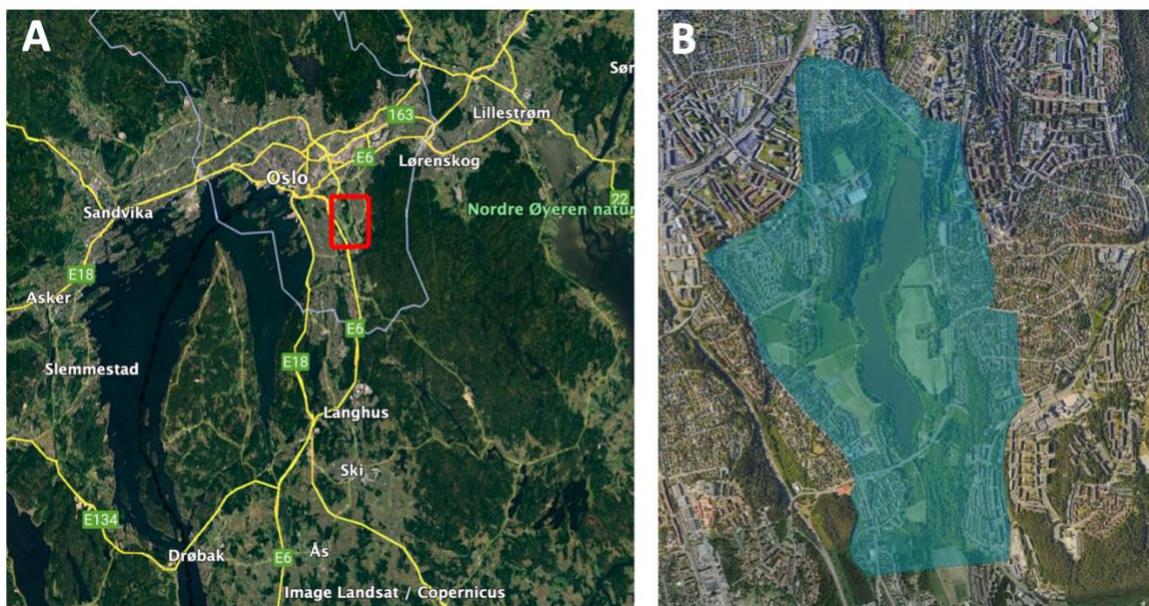 A
B
Sør
Lillestrøm
163
E6
Lørenskog
Oslo
22
Nordre Øyeren natur
Sandvika
E18
Asker
E6
Slemmestad
E18
Langhus
Ski
E134
Drøbak
Ås
E6
Image Landsat / Copernicus